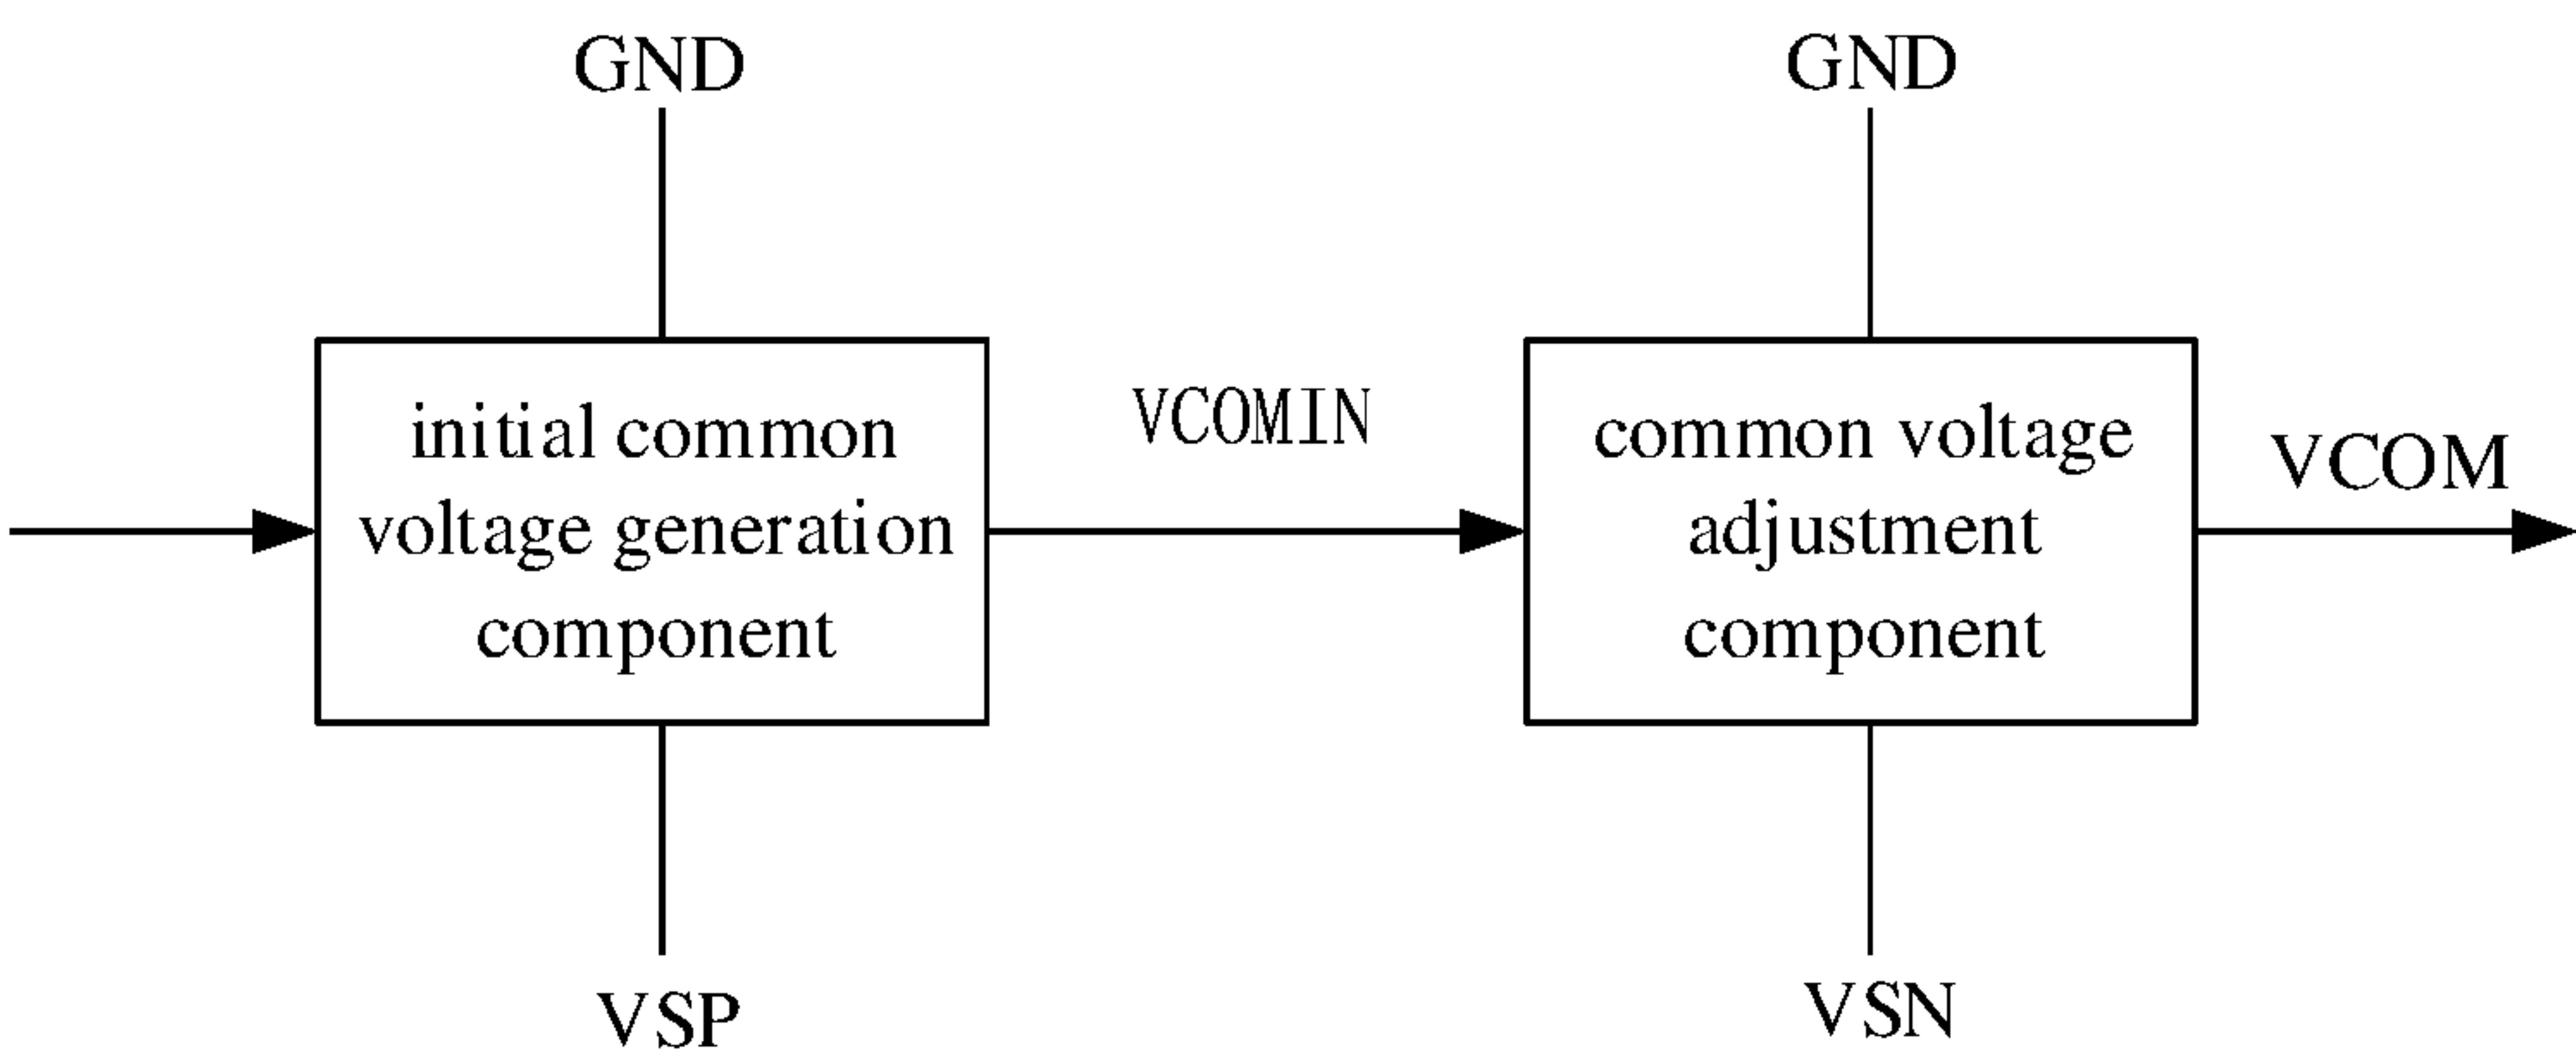 GND
GND
initial common
voltage generation
component
VCOMIN
common voltage
adjustment
component
VCOM
VSP
VSN